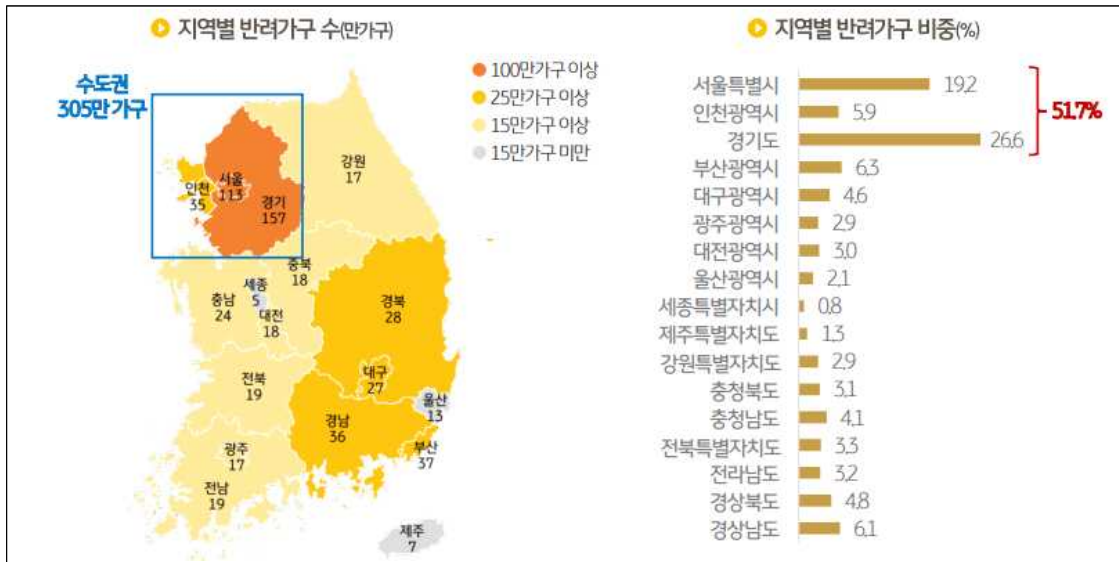 지역별 반려가구 수(만가구)
수도권
305만 가구
100만가구 이상
25만가구 이상
15만가구 이상
15만가구 미만
강원
17
서울
113
인천
35
경기
157
충북
18
세종
5
충남
24
대전
18
경북
28
대구
27
전북
19
울산
13
경남
36
부산
37
광주
17
전남
19
제주
7
지역별 반려가구 비중(%)
서울특별시 19.2
인천광역시 5.9
경기도 26.6
51.7%
부산광역시 6.3
대구광역시 4.6
광주광역시 2.9
대전광역시 3.0
울산광역시 2.1
세종특별자치시 0.8
제주특별자치도 1.3
강원특별자치도 2.9
충청북도 3.1
충청남도 4.1
전북특별자치도 3.3
전라남도 3.2
경상북도 4.8
경상남도 6.1